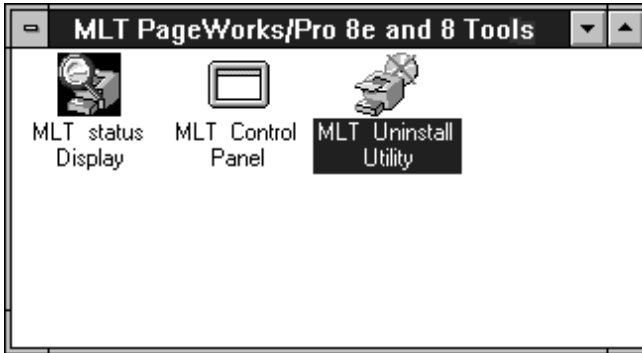 MLT PageWorks/Pro 8e and 8 Tools
MLT status
Display
MLT Control
Panel
MLT Uninstall
Utility